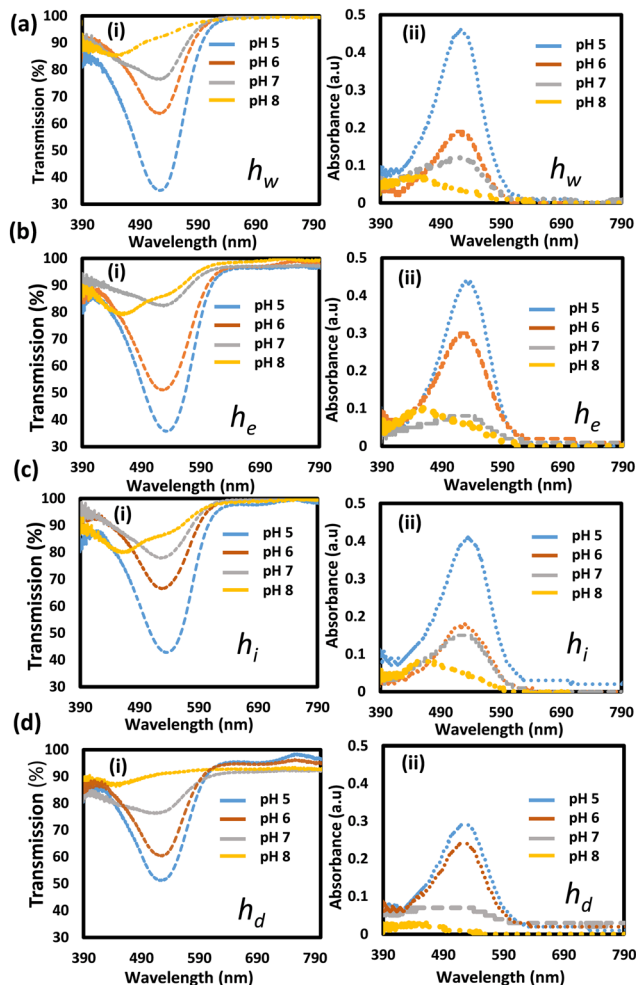 (a)
(i)
100
90
80
70
60
50
40
30
Transmission (%)
pH 5
pH 6
pH 7
pH 8
h_w
390 490 590 690 790
Wavelength (nm)
(ii)
0.5
0.4
0.3
0.2
0.1
0
Absorbance (a.u)
pH 5
pH 6
pH 7
pH 8
h_w
390 490 590 690 790
Wavelength (nm)
(b)
(i)
100
90
80
70
60
50
40
30
Transmission (%)
pH 5
pH 6
pH 7
pH 8
h_e
390 490 590 690 790
Wavelength (nm)
(ii)
0.5
0.4
0.3
0.2
0.1
0
Absorbance (a.u)
pH 5
pH 6
pH 7
pH 8
h_e
390 490 590 690 790
Wavelength (nm)
(c)
(i)
100
90
80
70
60
50
40
30
Transmission (%)
pH 5
pH 6
pH 7
pH 8
h_i
390 490 590 690 790
Wavelength (nm)
(ii)
0.5
0.4
0.3
0.2
0.1
0
Absorbance (a.u)
pH 5
pH 6
pH 7
pH 8
h_i
390 490 590 690 790
Wavelength (nm)
(d)
(i)
100
90
80
70
60
50
40
30
Transmission (%)
pH 5
pH 6
pH 7
pH 8
h_d
390 490 590 690 790
Wavelength (nm)
(ii)
0.5
0.4
0.3
0.2
0.1
0
Absorbance (a.u)
pH 5
pH 6
pH 7
pH 8
h_d
390 490 590 690 790
Wavelength (nm)